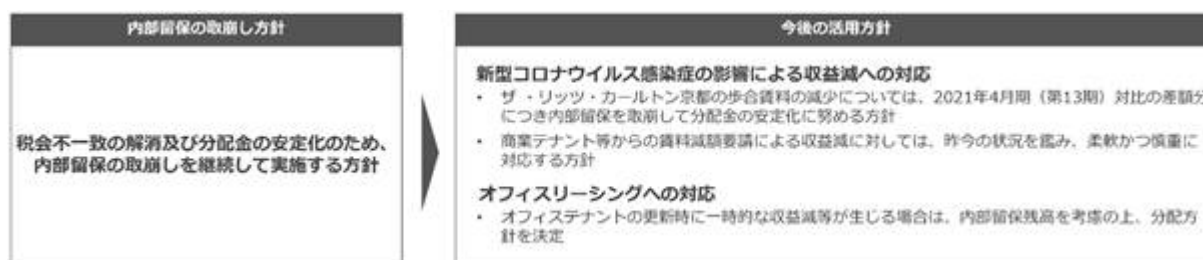 内部留保の取崩し方針
税会不一致の解消及び分配金の安定化のため、
内部留保の取崩しを継続して実施する方針
今後の活用方針
新型コロナウイルス感染症の影響による収益減への対応
• ザ・リッツ・カールトン京都の歩合賃料の減少については、2021年4月期（第13期）対比の差額分
につき内部留保を取崩して分配金の安定化に努める方針
• 商業テナント等からの賃料減額要請による収益減に対しては、昨今の状況を鑑み、柔軟かつ慎重に
対応する方針
オフィスリーシングへの対応
• オフィステナントの更新時に一時的な収益減等が生じる場合は、内部留保残高を考慮の上、分配方
針を決定